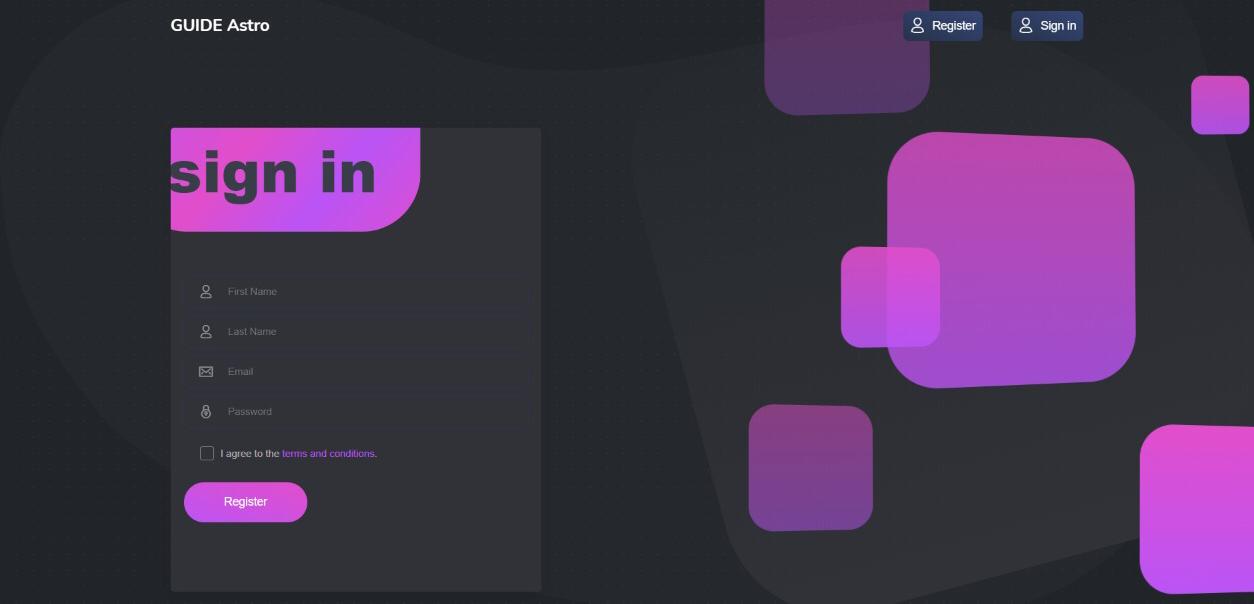 GUIDE Astro
Register
Sign in
sign in
First Name
Last Name
Email
Password
I agree to the terms and conditions.
Register